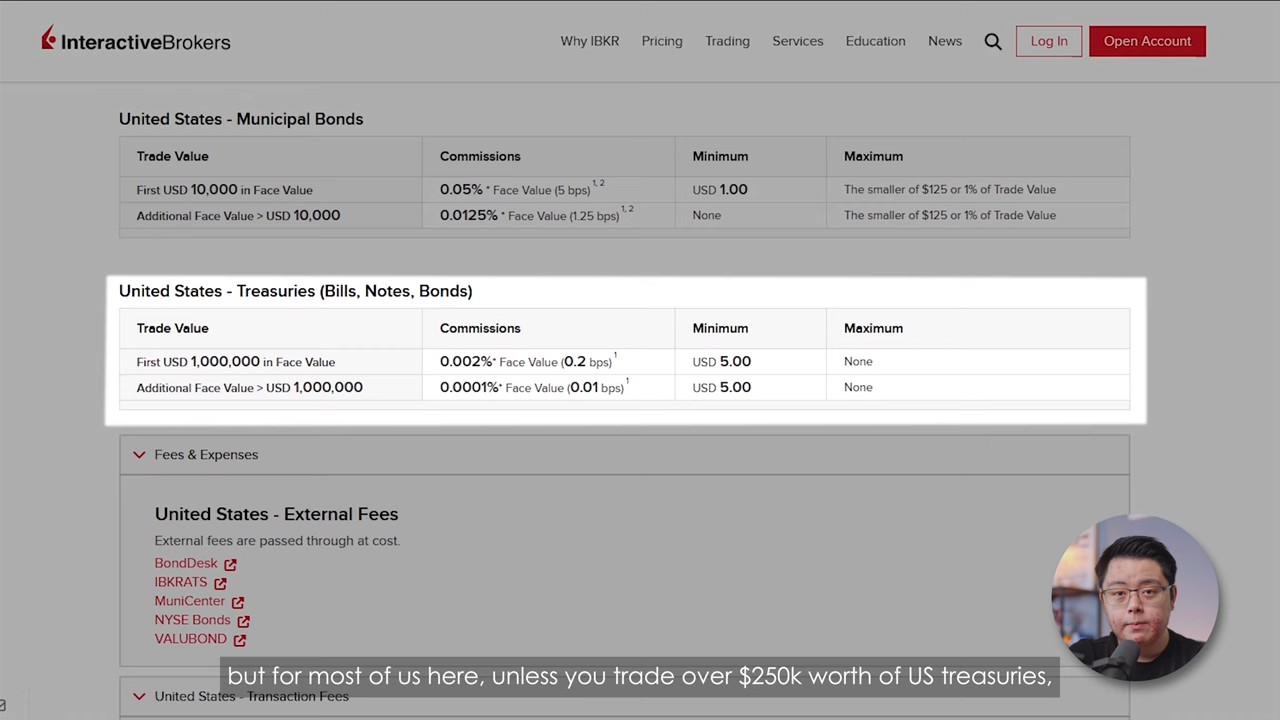 InteractiveBrokers
Why IBKR Pricing Trading Services Education News Log In Open Account
United States - Municipal Bonds
Trade Value Commissions Minimum Maximum
First USD 10,000 in Face Value 0.05% * Face Value (5 bps) 1, 2 USD 1.00 The smaller of $125 or 1% of Trade Value
Additional Face Value > USD 10,000 0.0125% * Face Value (1.25 bps) 1, 2 None The smaller of $125 or 1% of Trade Value
United States - Treasuries (Bills, Notes, Bonds)
Trade Value Commissions Minimum Maximum
First USD 1,000,000 in Face Value 0.002%* Face Value (0.2 bps) 1 USD 5.00 None
Additional Face Value > USD 1,000,000 0.0001%* Face Value (0.01 bps) 1 USD 5.00 None
Fees & Expenses
United States - External Fees
External fees are passed through at cost.
BondDesk
IBKRATS
MuniCenter
NYSE Bonds
VALUBOND
but for most of us here, unless you trade over $250k worth of US treasuries,
United States - Transaction Fees